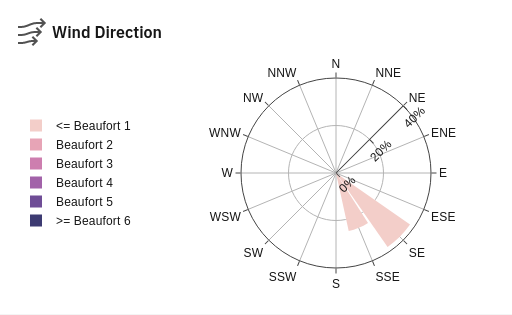 Wind Direction
<= Beaufort 1
Beaufort 2
Beaufort 3
Beaufort 4
Beaufort 5
>= Beaufort 6
N
NNE
NE
ENE
E
ESE
SE
SSE
S
SSW
SW
WSW
W
WNW
NW
NNW
0%
20%
40%